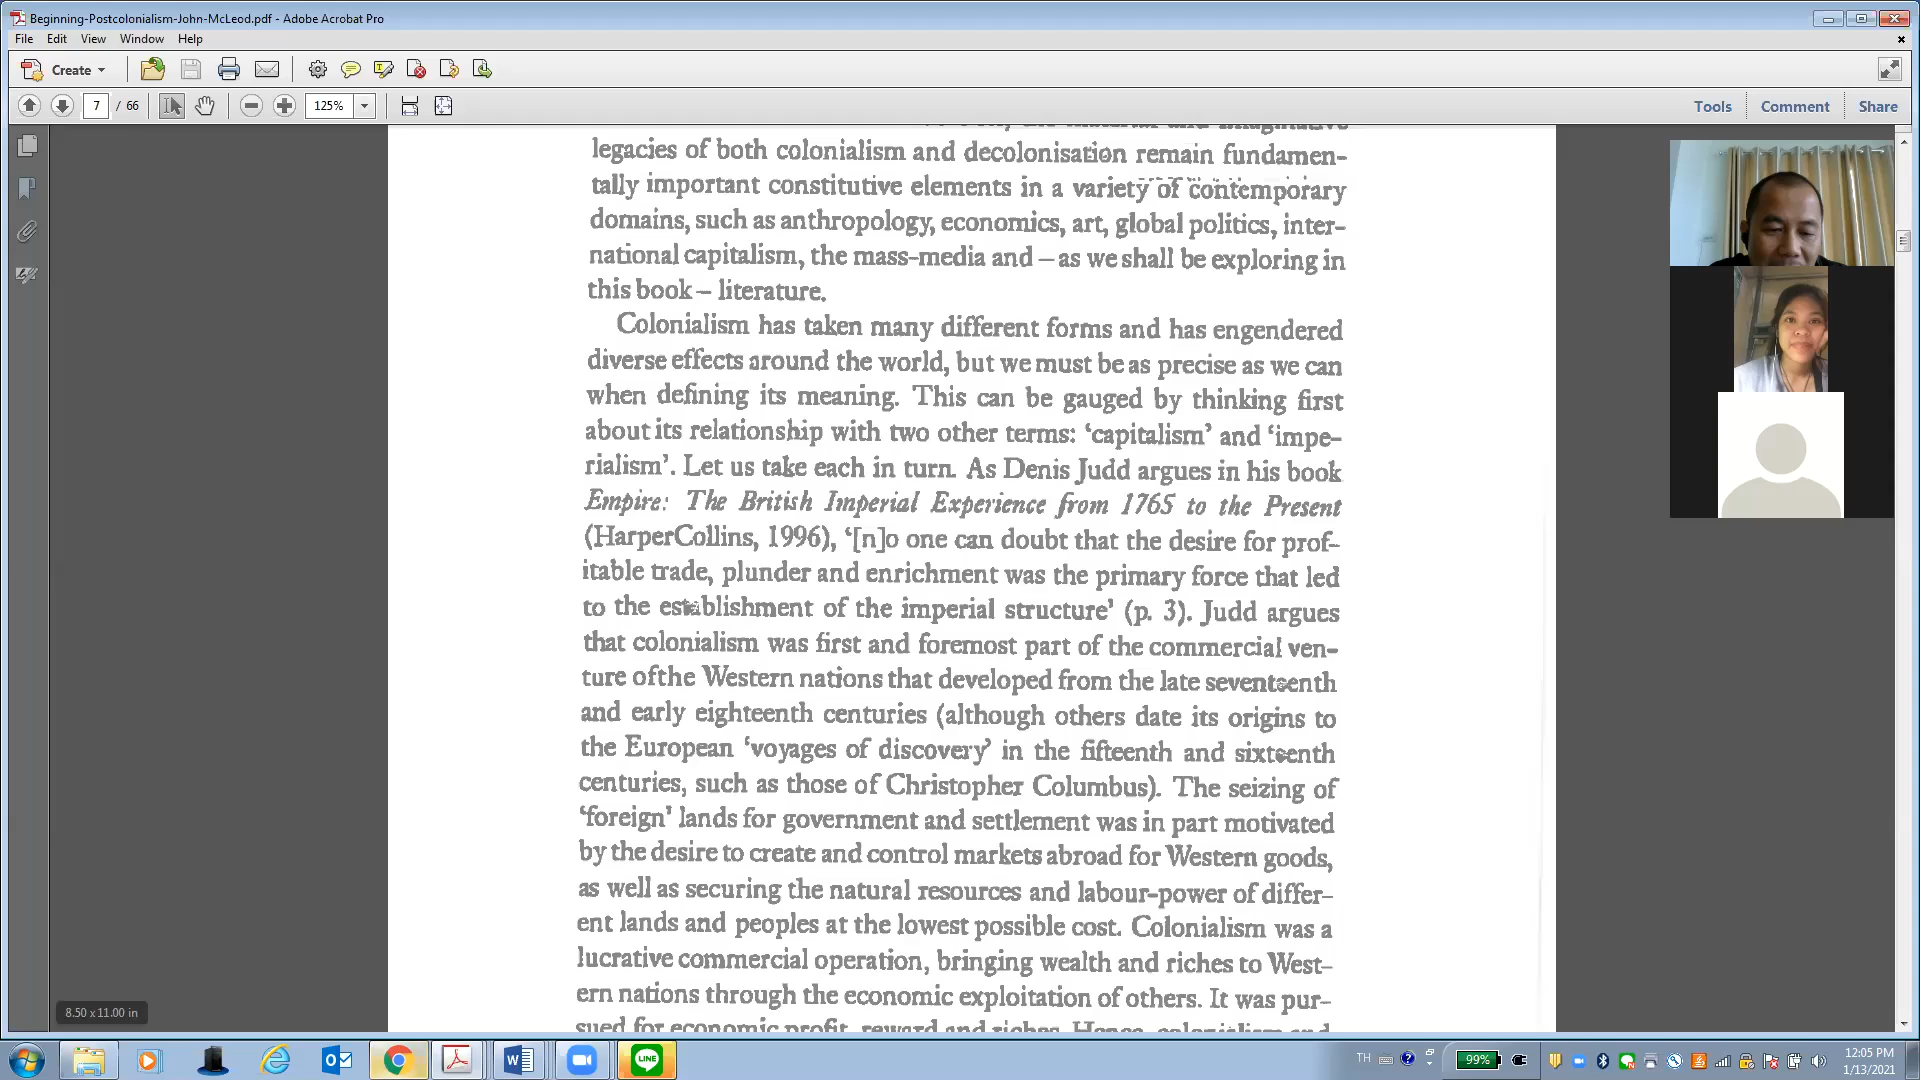 Beginning-Postcolonialism-John-McLeod.pdf - Adobe Acrobat Pro
File Edit View Window Help
Create
7 / 66 125% Tools Comment Share
legacies of both colonialism and decolonisation remain fundamen-
tally important constitutive elements in a variety of contemporary
domains, such as anthropology, economics, art, global politics, inter-
national capitalism, the mass-media and – as we shall be exploring in
this book – literature.
Colonialism has taken many different forms and has engendered
diverse effects around the world, but we must be as precise as we can
when defining its meaning. This can be gauged by thinking first
about its relationship with two other terms: ‘capitalism’ and ‘impe-
rialism’. Let us take each in turn. As Denis Judd argues in his book
Empire: The British Imperial Experience from 1765 to the Present
(HarperCollins, 1996), ‘[n]o one can doubt that the desire for prof-
itable trade, plunder and enrichment was the primary force that led
to the establishment of the imperial structure’ (p. 3). Judd argues
that colonialism was first and foremost part of the commercial ven-
ture of the Western nations that developed from the late seventeenth
and early eighteenth centuries (although others date its origins to
the European ‘voyages of discovery’ in the fifteenth and sixteenth
centuries, such as those of Christopher Columbus). The seizing of
‘foreign’ lands for government and settlement was in part motivated
by the desire to create and control markets abroad for Western goods,
as well as securing the natural resources and labour-power of differ-
ent lands and peoples at the lowest possible cost. Colonialism was a
lucrative commercial operation, bringing wealth and riches to West-
ern nations through the economic exploitation of others. It was pur-
sued for economic profit, reward and riches. Hence, colonialism and
8.50 x 11.00 in
LINE
TH 99% 12:05 PM
1/13/2021